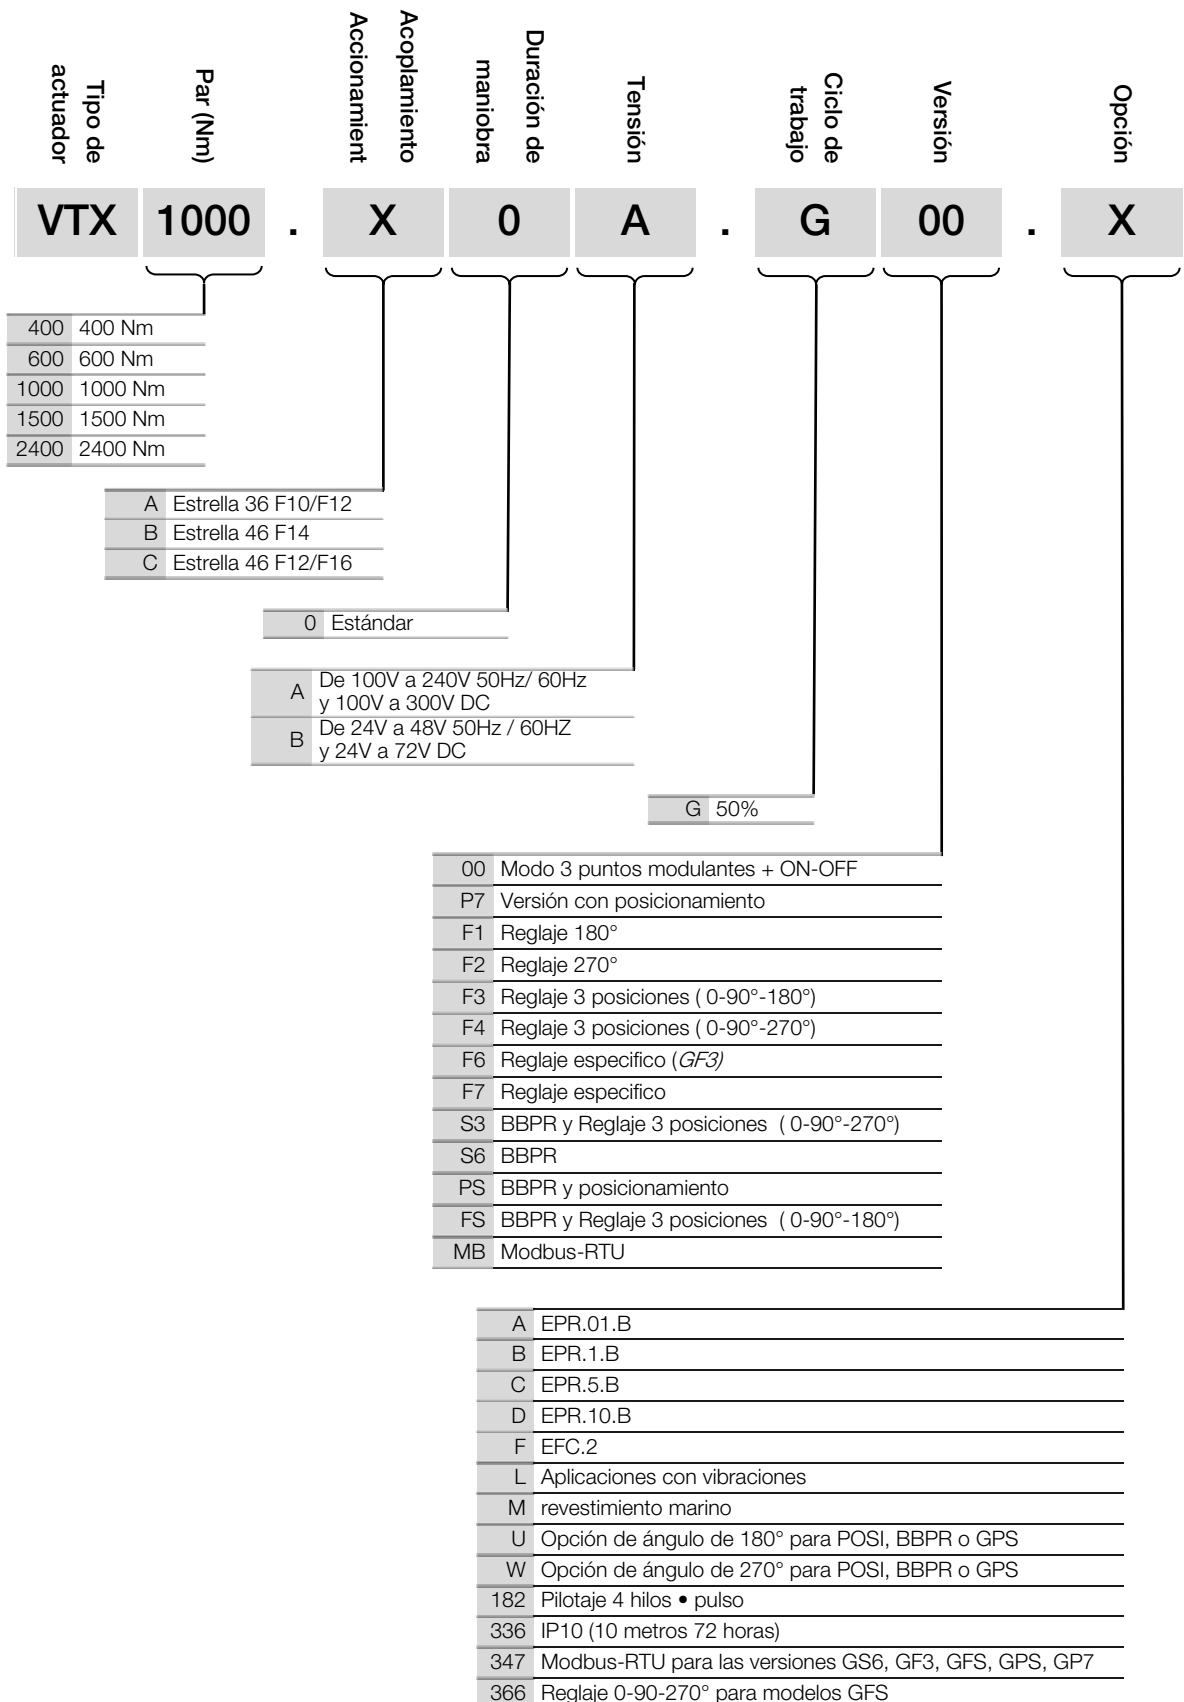 Tipo de
actuador
Par (Nm)
Acoplamiento
Accionamient
Duración de
maniobra
Tensión
Ciclo de
trabajo
Versión
Opción
VTX 1000 . X 0 A . G 00 . X
400 400 Nm
600 600 Nm
1000 1000 Nm
1500 1500 Nm
2400 2400 Nm
A Estrella 36 F10/F12
B Estrella 46 F14
C Estrella 46 F12/F16
0 Estándar
A De 100V a 240V 50Hz/ 60Hz
y 100V a 300V DC
B De 24V a 48V 50Hz / 60HZ
y 24V a 72V DC
G 50%
00 Modo 3 puntos modulantes + ON-OFF
P7 Versión con posicionamiento
F1 Reglaje 180°
F2 Reglaje 270°
F3 Reglaje 3 posiciones ( 0-90°-180°)
F4 Reglaje 3 posiciones ( 0-90°-270°)
F6 Reglaje especifico (GF3)
F7 Reglaje especifico
S3 BBPR y Reglaje 3 posiciones ( 0-90°-270°)
S6 BBPR
PS BBPR y posicionamiento
FS BBPR y Reglaje 3 posiciones ( 0-90°-180°)
MB Modbus-RTU
A EPR.01.B
B EPR.1.B
C EPR.5.B
D EPR.10.B
F EFC.2
L Aplicaciones con vibraciones
M revestimiento marino
U Opción de ángulo de 180° para POSI, BBPR o GPS
W Opción de ángulo de 270° para POSI, BBPR o GPS
182 Pilotaje 4 hilos • pulso
336 IP10 (10 metros 72 horas)
347 Modbus-RTU para las versiones GS6, GF3, GFS, GPS, GP7
366 Reglaje 0-90-270° para modelos GFS